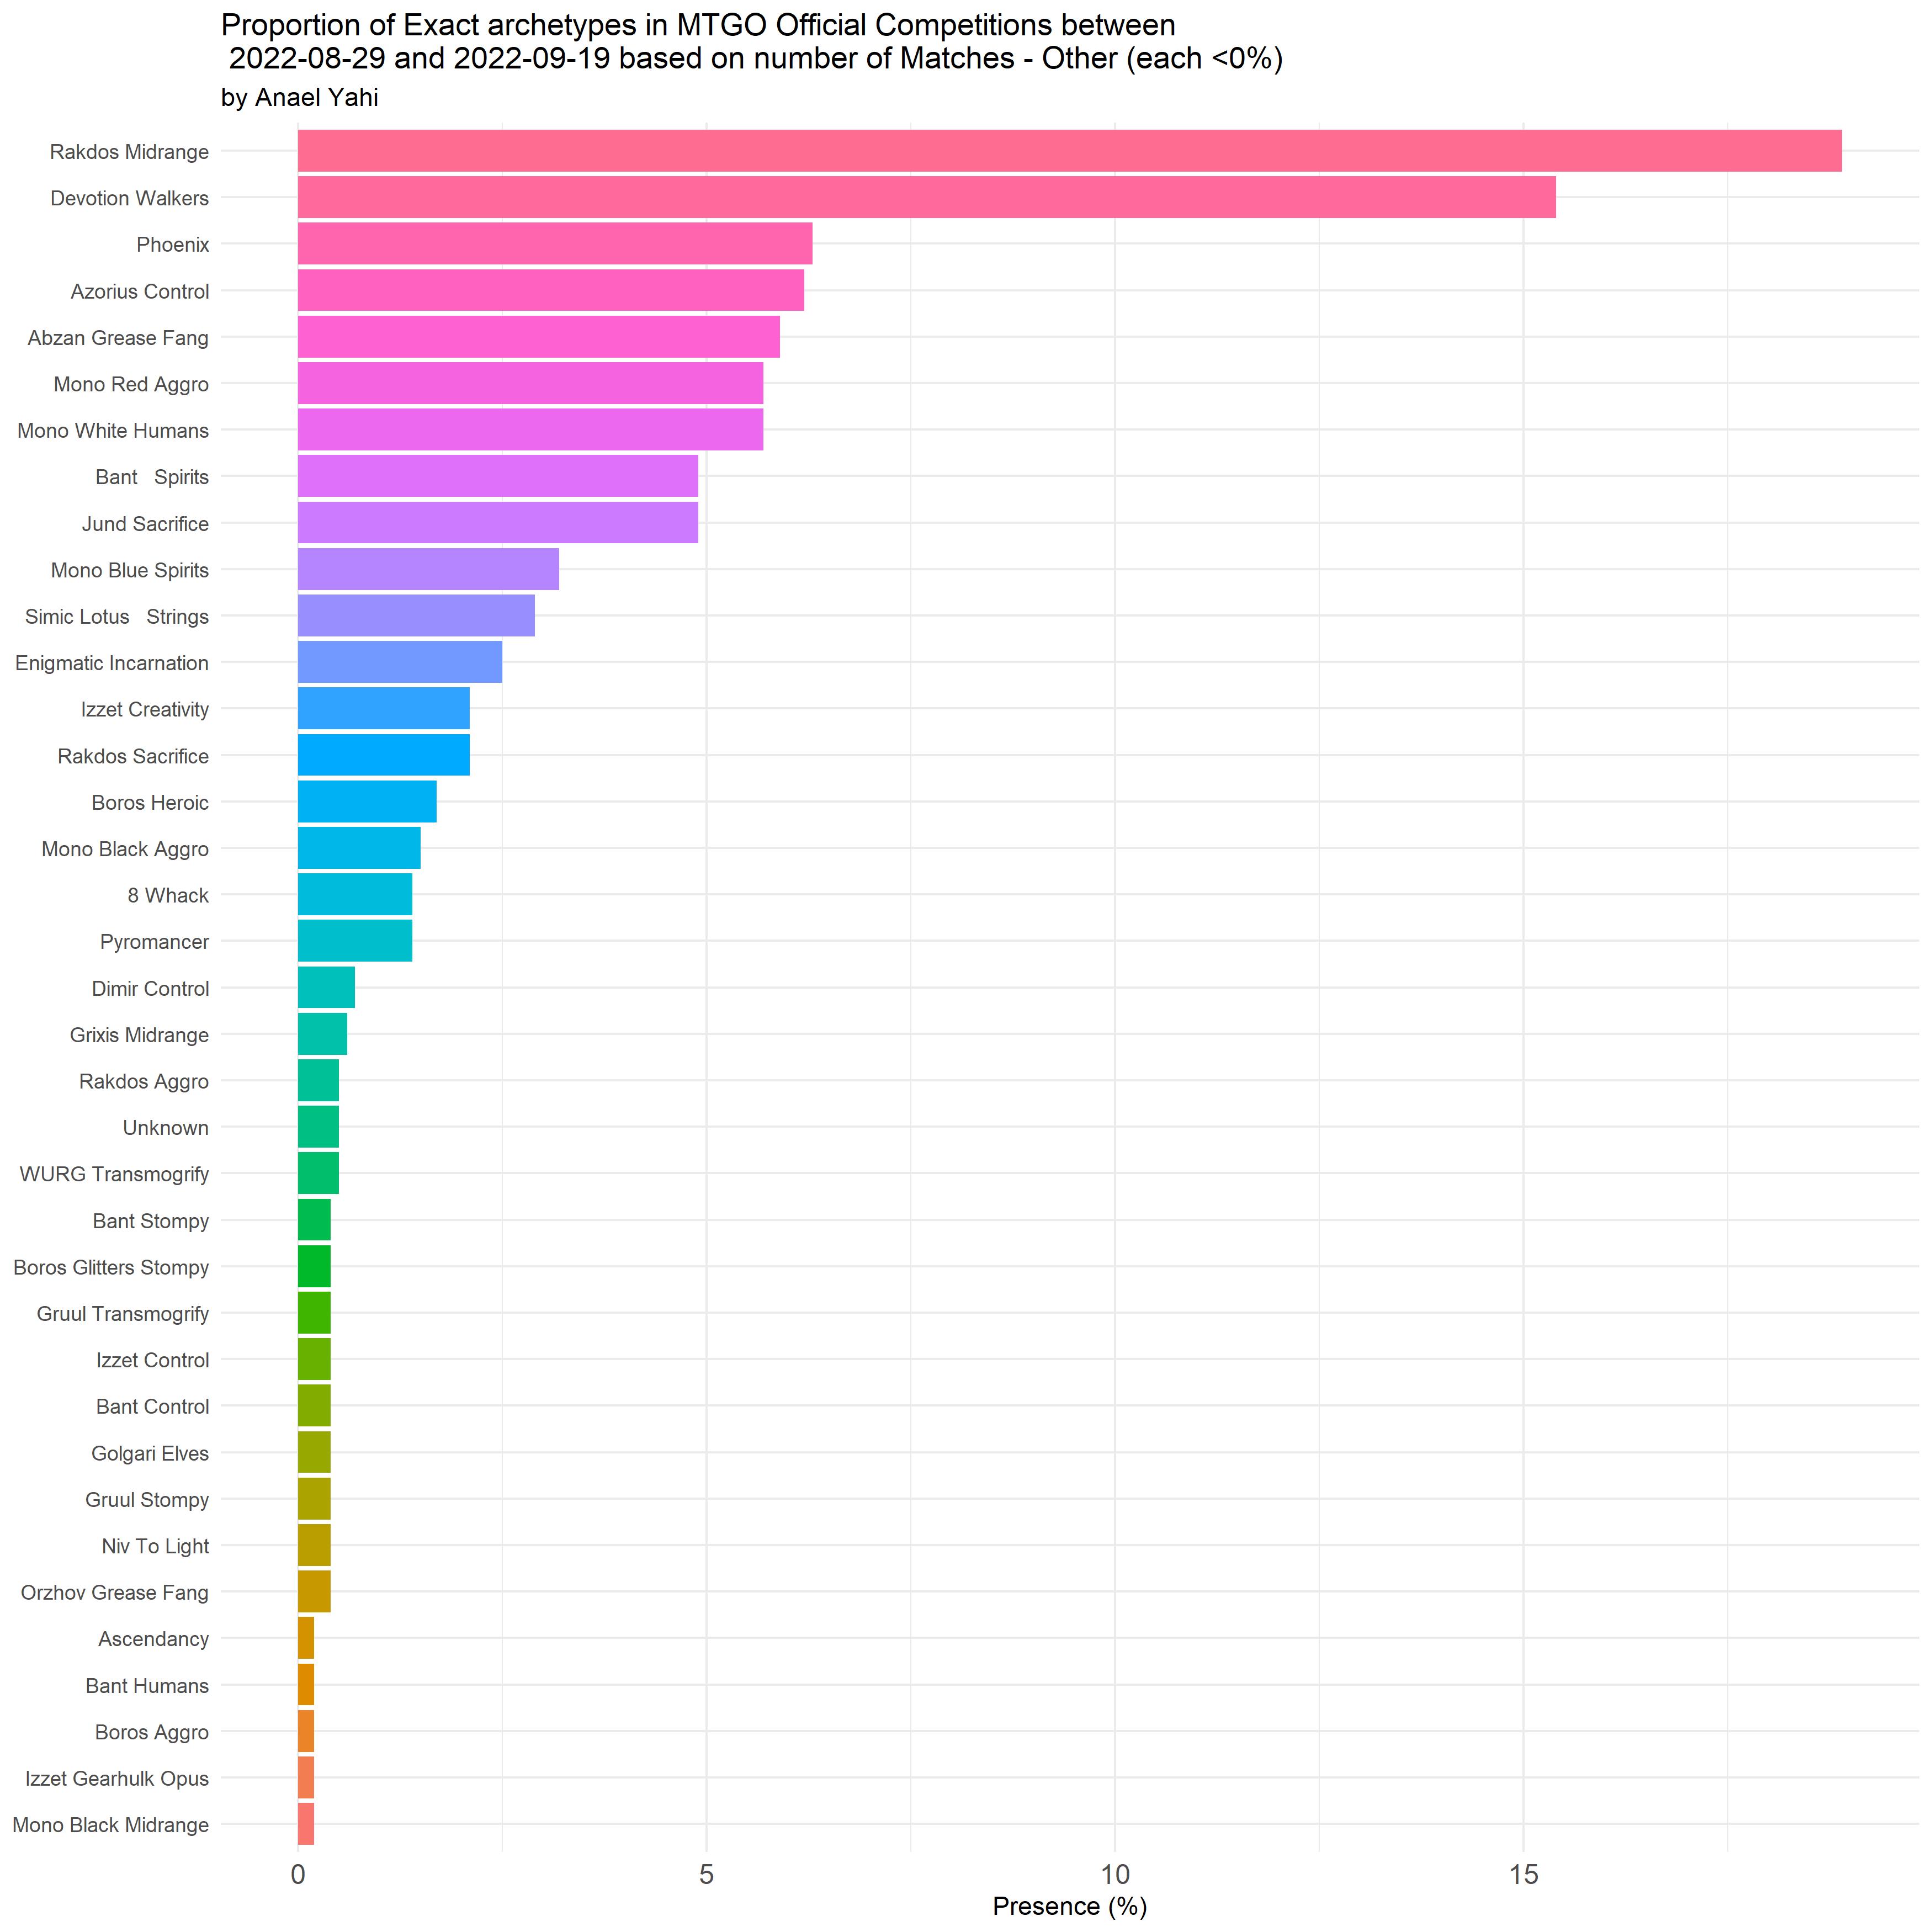 Proportion of Exact archetypes in MTGO Official Competitions between
2022-08-29 and 2022-09-19 based on number of Matches - Other (each <0%)
by Anael Yahi
Rakdos Midrange
Devotion Walkers
Phoenix
Azorius Control
Abzan Grease Fang
Mono Red Aggro
Mono White Humans
Bant   Spirits
Jund Sacrifice
Mono Blue Spirits
Simic Lotus   Strings
Enigmatic Incarnation
Izzet Creativity
Rakdos Sacrifice
Boros Heroic
Mono Black Aggro
8 Whack
Pyromancer
Dimir Control
Grixis Midrange
Rakdos Aggro
Unknown
WURG Transmogrify
Bant Stompy
Boros Glitters Stompy
Gruul Transmogrify
Izzet Control
Bant Control
Golgari Elves
Gruul Stompy
Niv To Light
Orzhov Grease Fang
Ascendancy
Bant Humans
Boros Aggro
Izzet Gearhulk Opus
Mono Black Midrange
0 5 10 15
Presence (%)